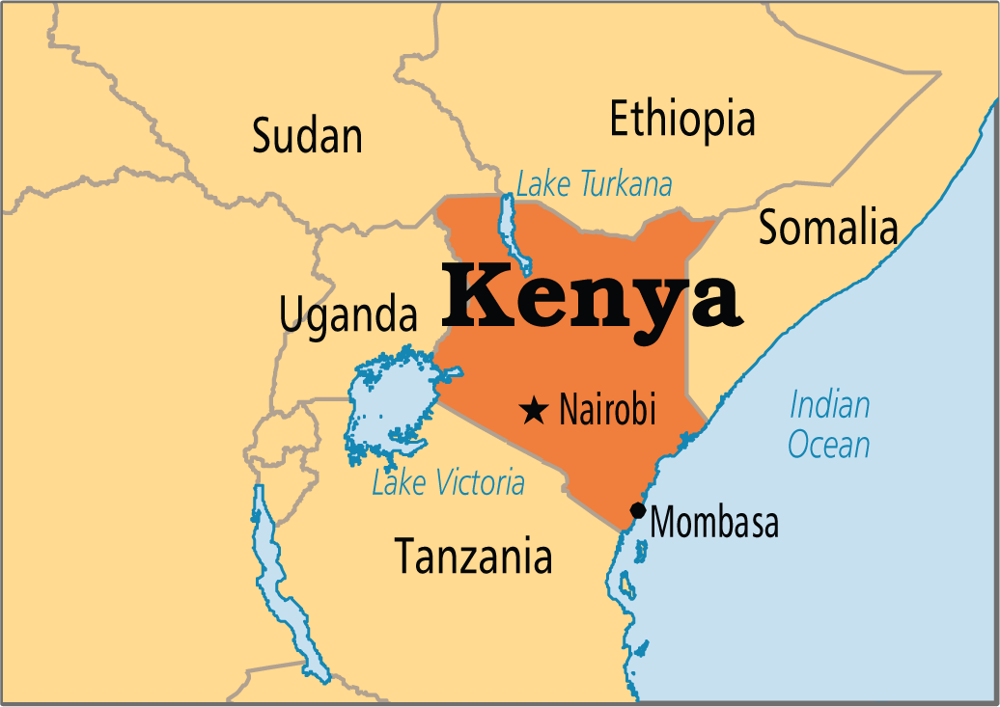 Sudan
Ethiopia
Lake Turkana
Somalia
Kenya
Uganda
Nairobi
Indian
Ocean
Lake Victoria
Mombasa
Tanzania